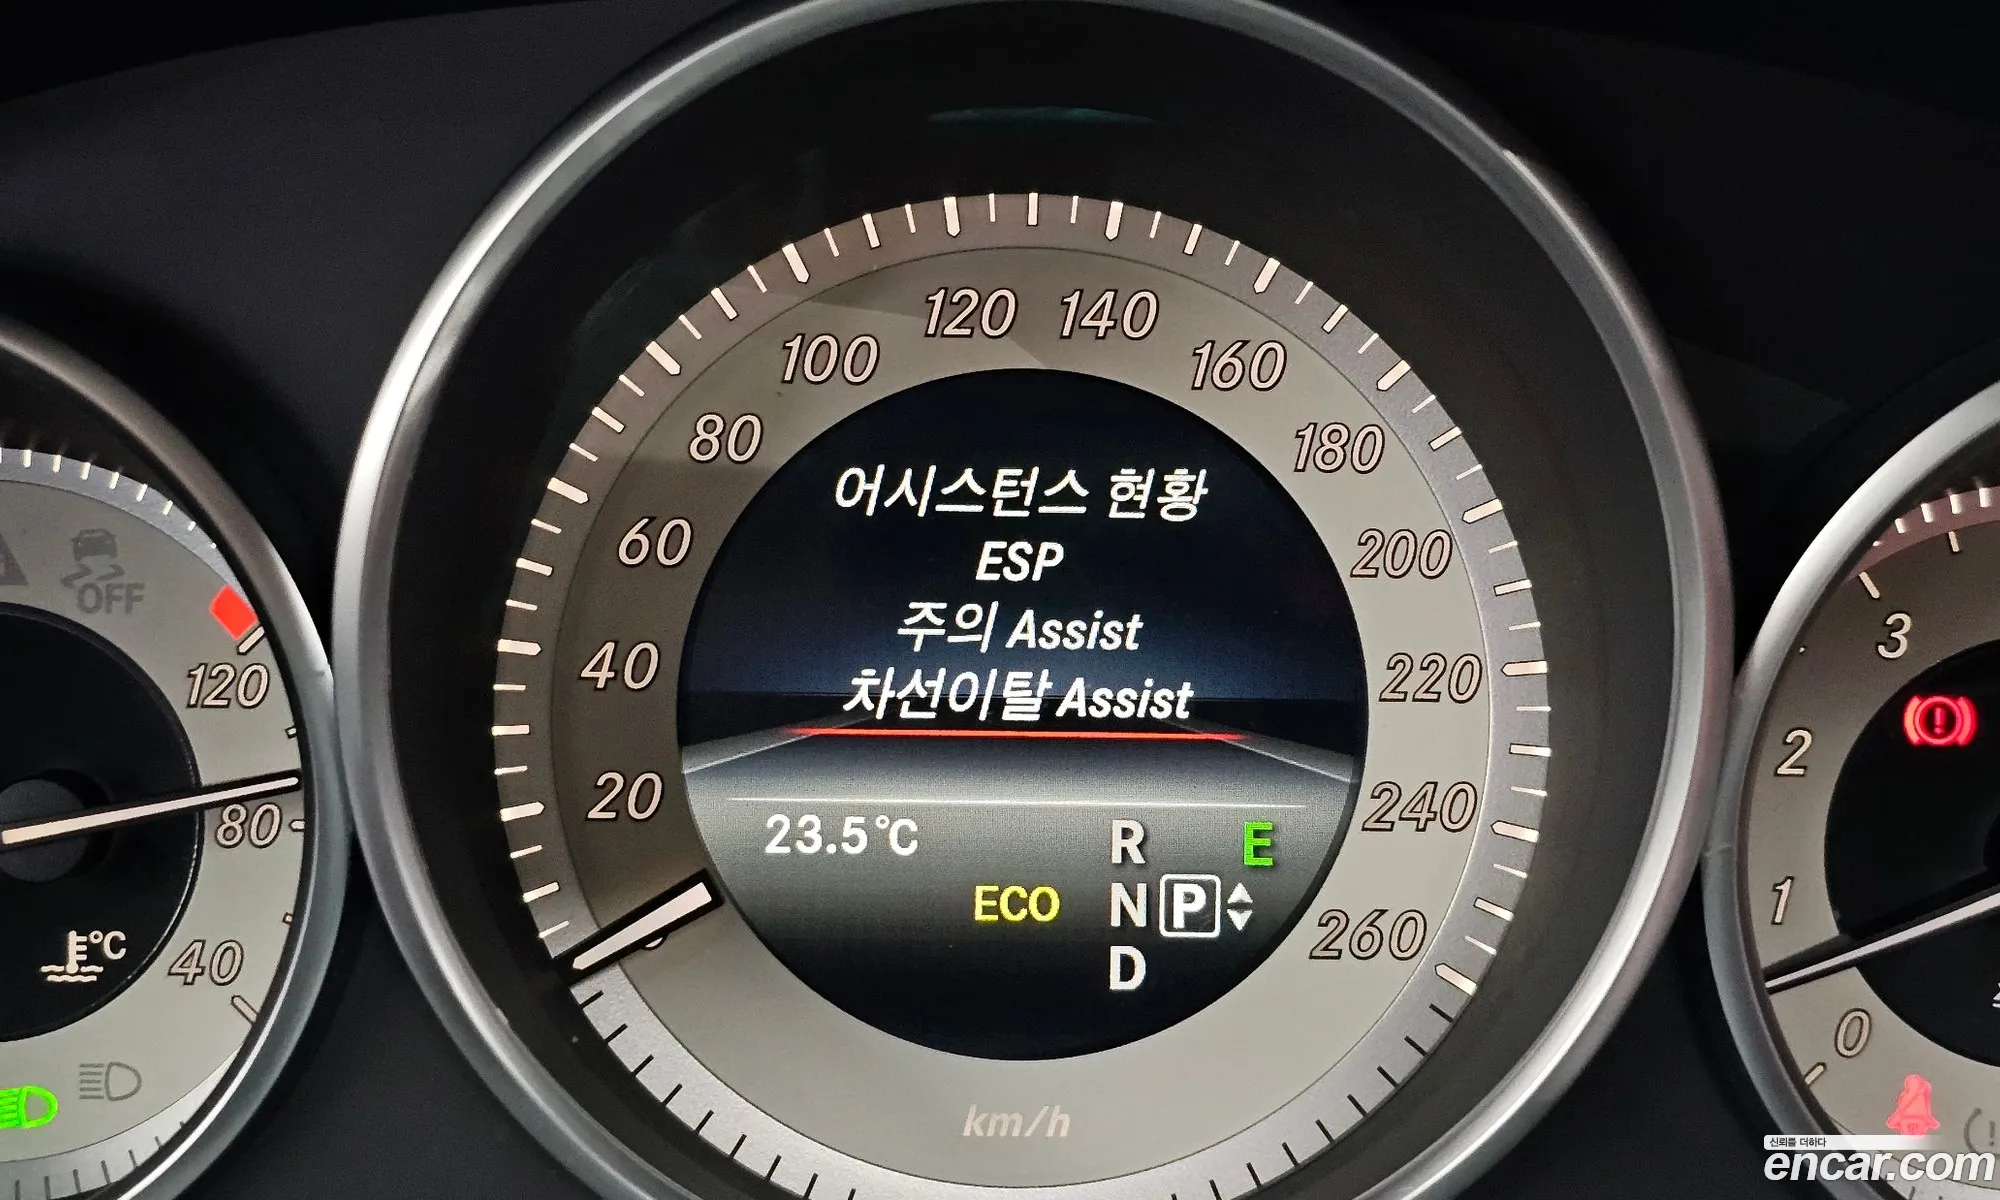 120 140
100 160
80 180
60 200
40 220
20 240
260
어시스턴스 현황
ESP
주의 Assist
차선이탈 Assist
23.5°C
R E
ECO N P
D
km/h
OFF
120
80
40
°C
3
2
1
0
신뢰를 더하다
encar.com